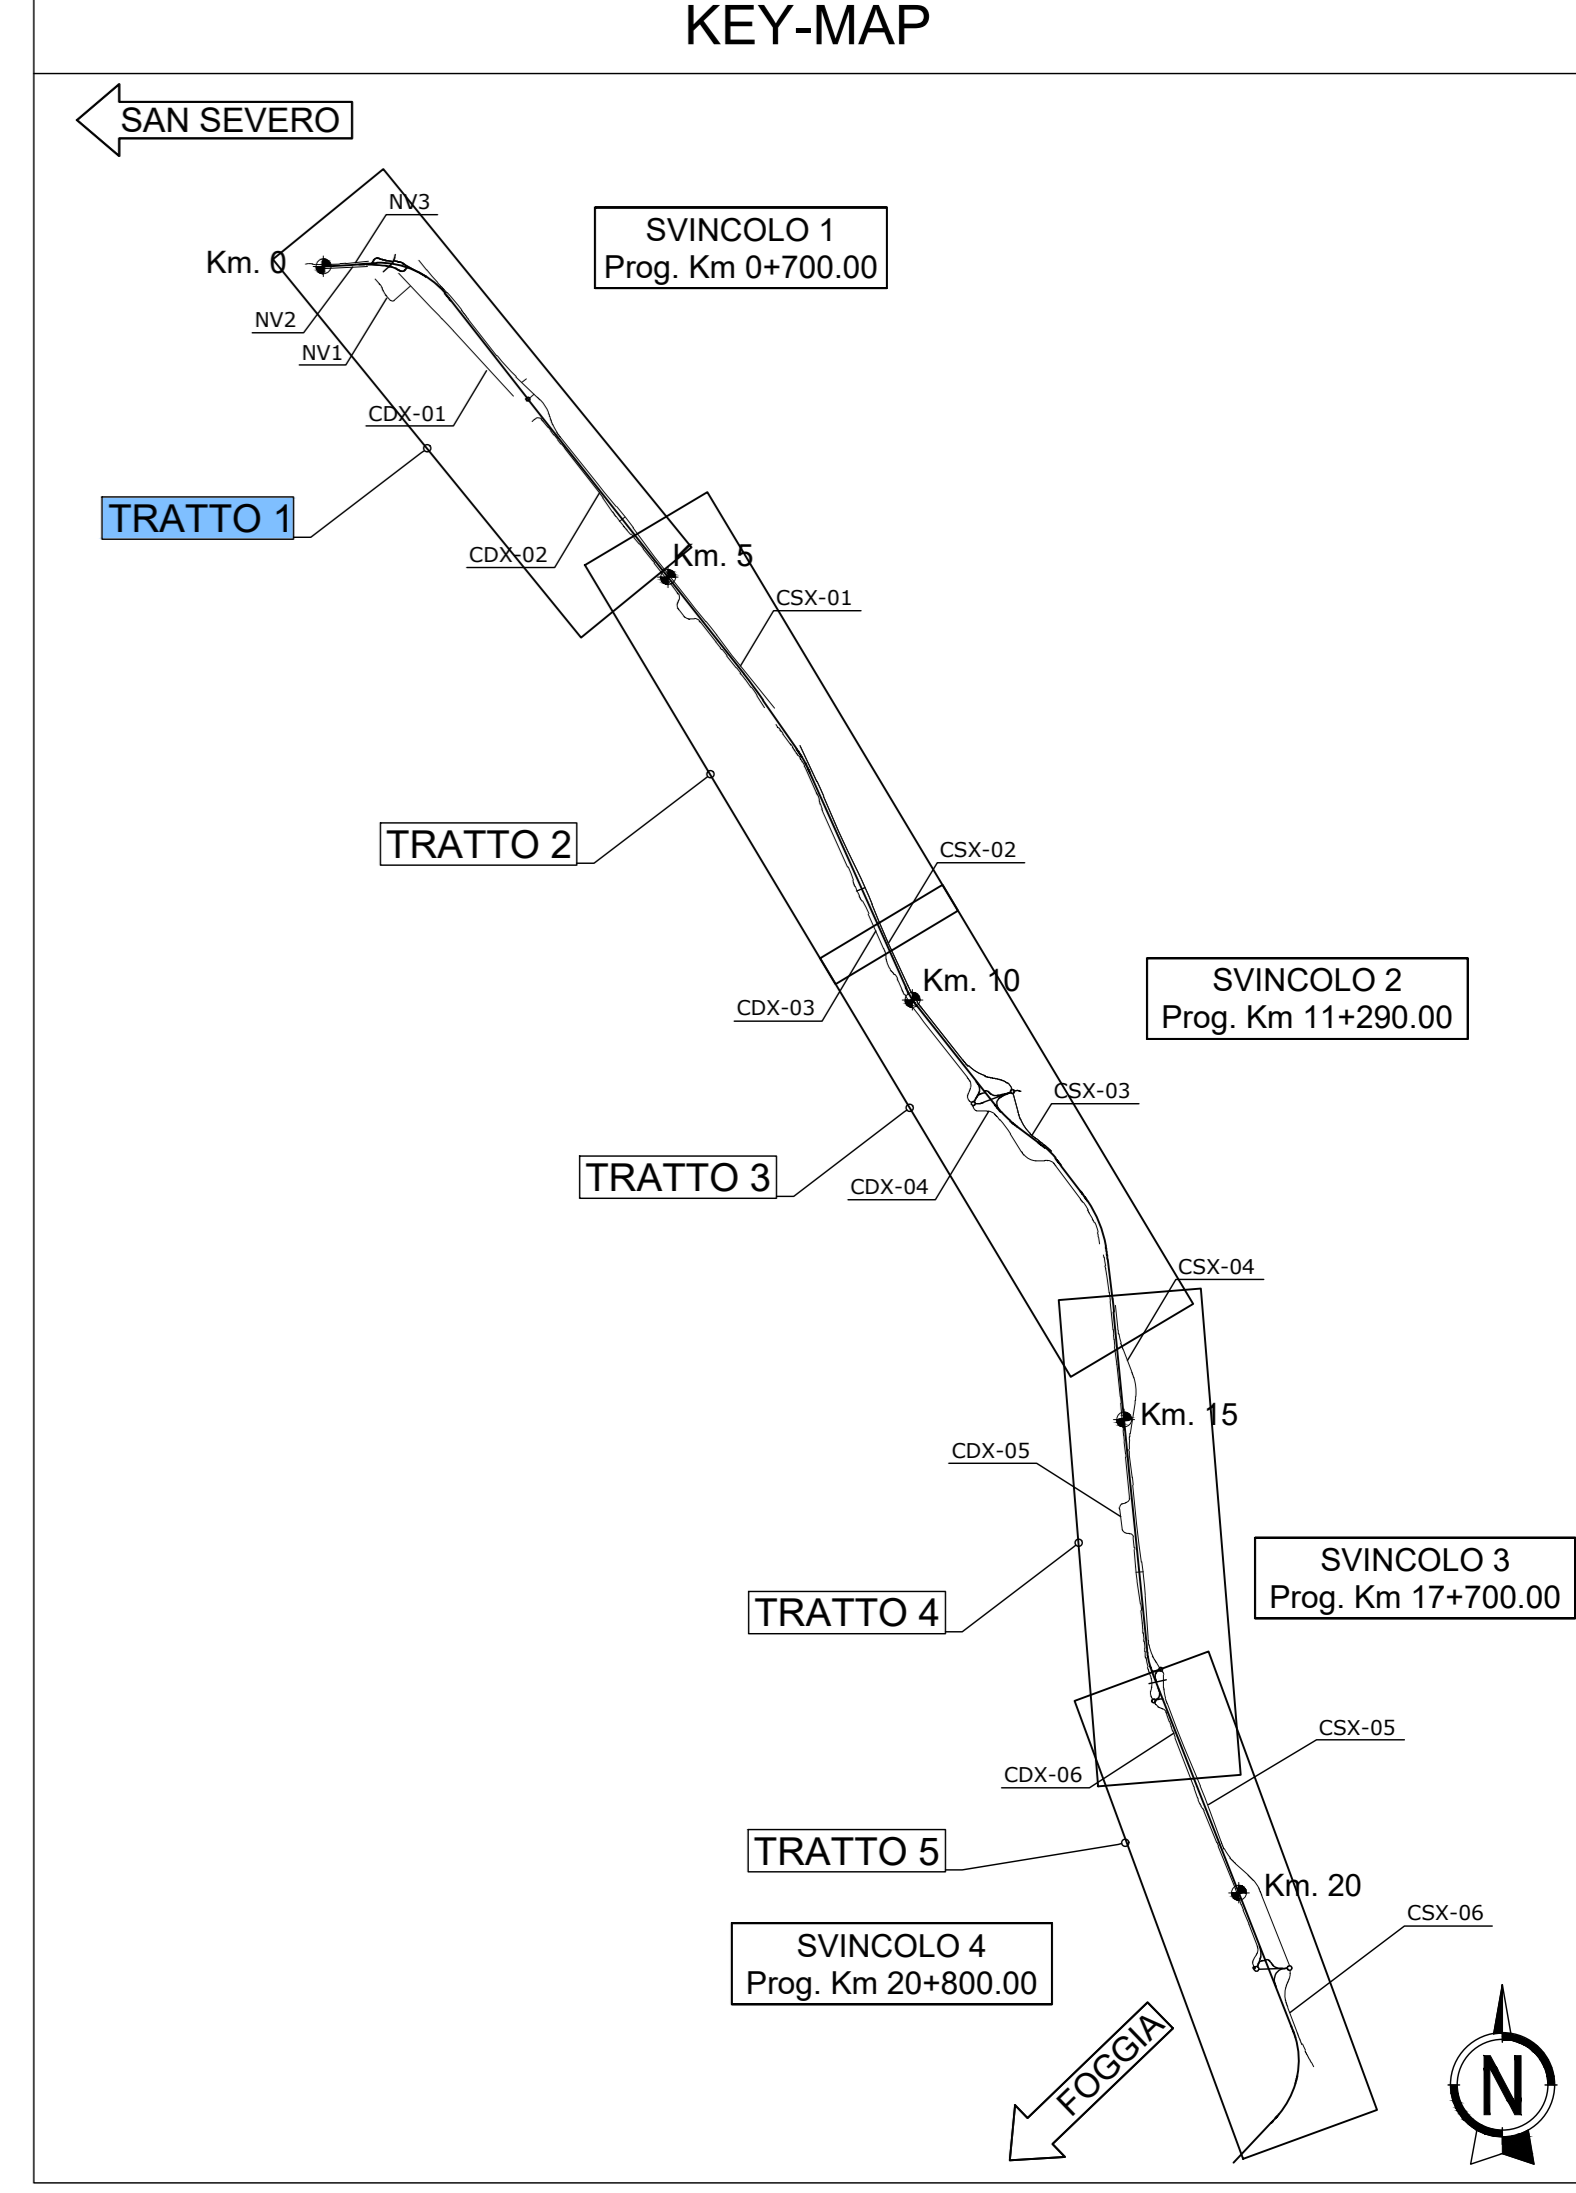 KEY-MAP
SAN SEVERO
NV3
SVINCOLO 1
Prog. Km 0+700.00
Km. 0
NV2
NV1
CDX-01
TRATTO 1
CDX-02
Km. 5
CSX-01
TRATTO 2
CSX-02
Km. 10
SVINCOLO 2
Prog. Km 11+290.00
CDX-03
CSX-03
TRATTO 3
CDX-04
CSX-04
Km. 15
CDX-05
SVINCOLO 3
Prog. Km 17+700.00
TRATTO 4
CSX-05
CDX-06
TRATTO 5
Km. 20
CSX-06
SVINCOLO 4
Prog. Km 20+800.00
FOGGIA
N